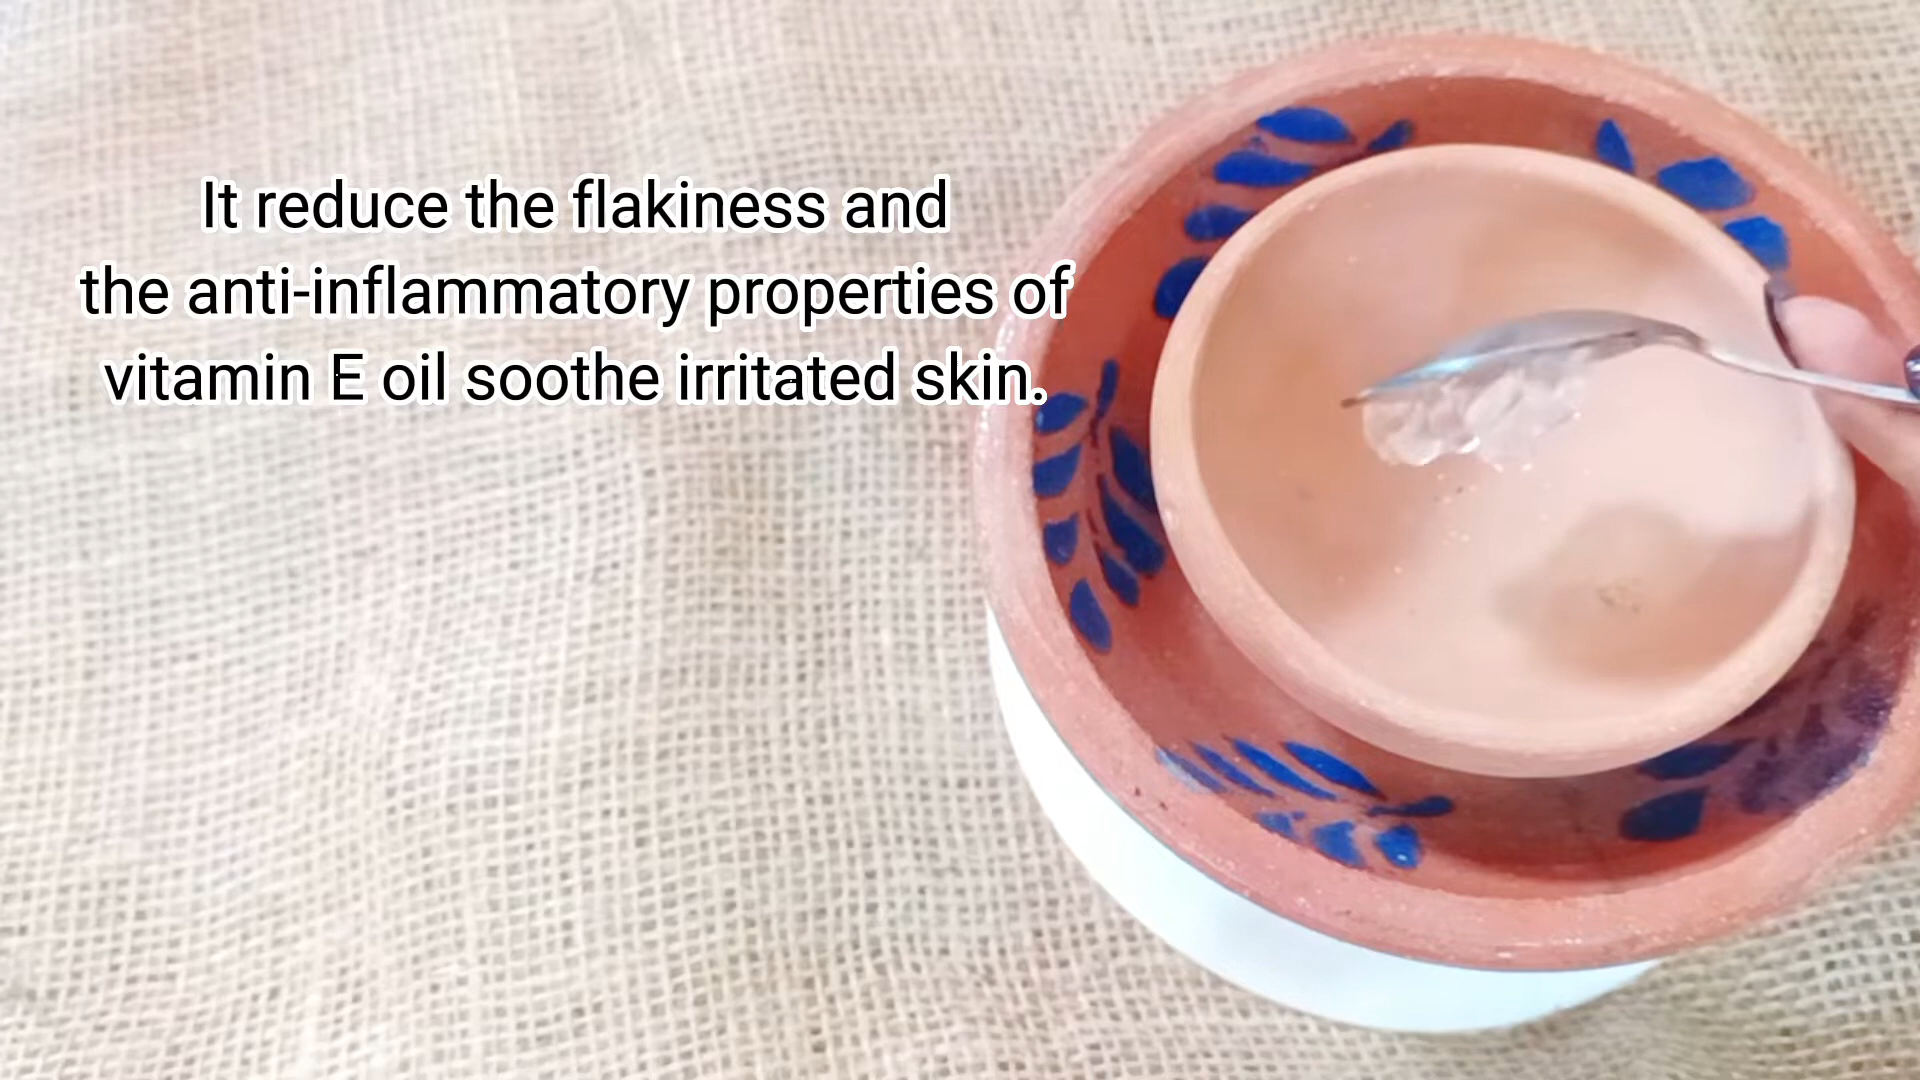 It reduce the flakiness and
the anti-inflammatory properties of
vitamin E oil soothe irritated skin.